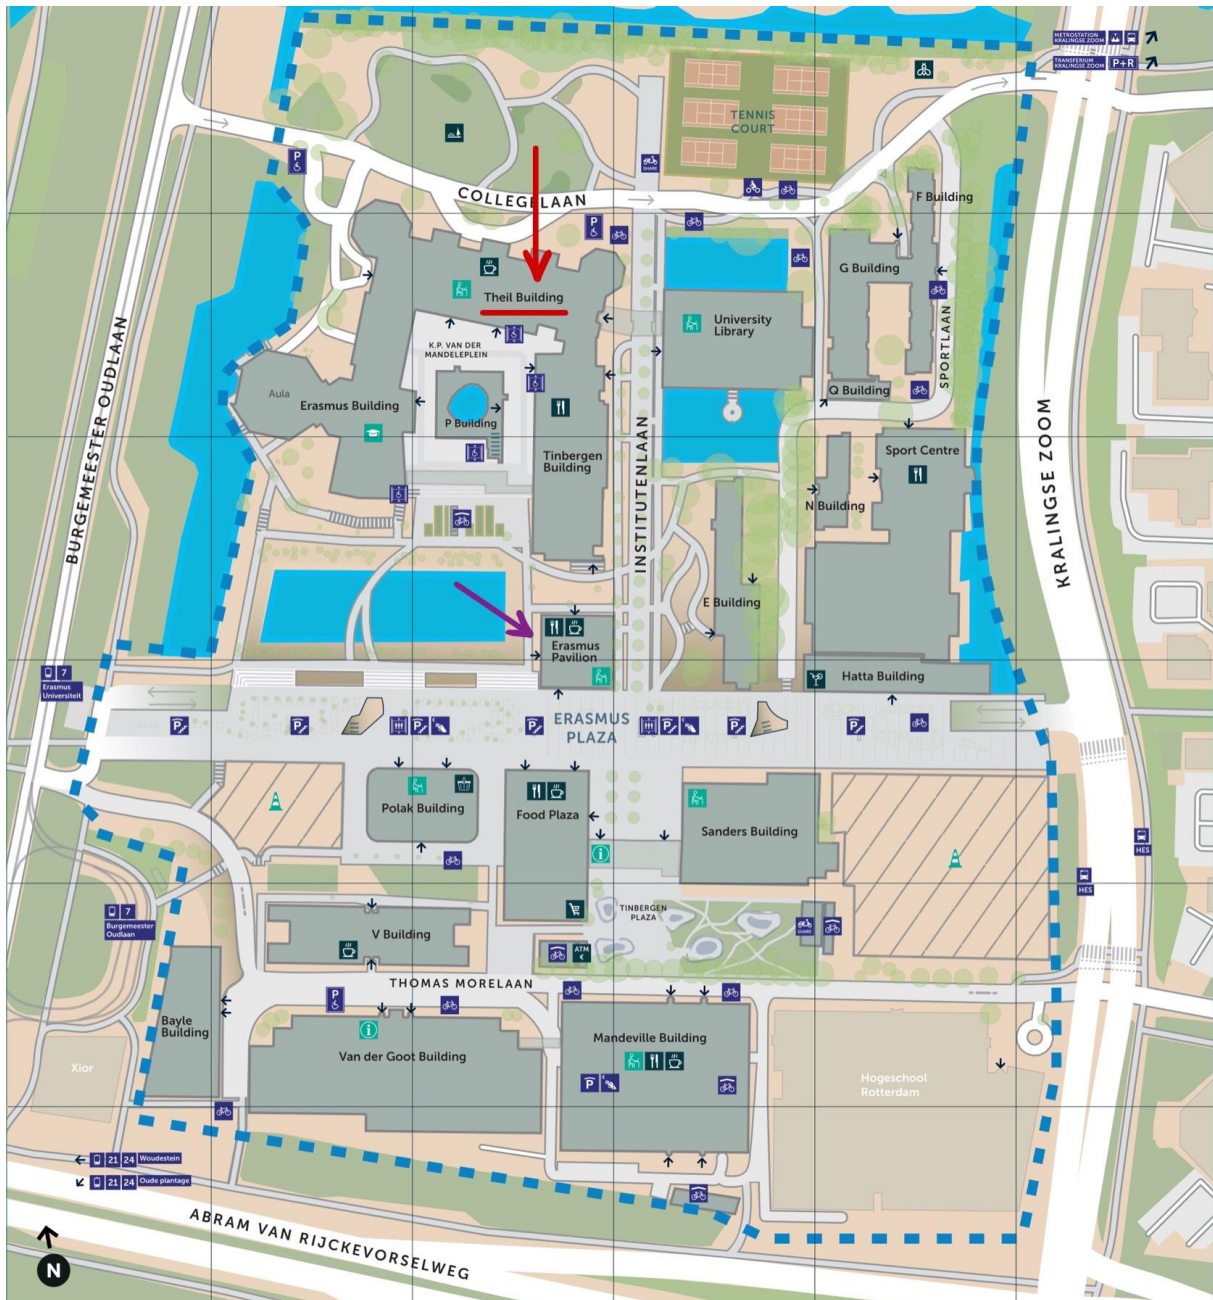 METROSTATION
KRALINGSE ZOOM
TRANSFERIUM
KRALINGSE ZOOM
P+R
TENNIS
COURT
P
SHARE
COLLEGELAAN
F Building
P
G Building
Theil Building
University
Library
K.P. VAN DER
MANDELEPLEIN
SPORTLAAN
BURGEMEESTER OUDLAAN
Aula
Erasmus Building
Q Building
P Building
KRALINGSE ZOOM
INSTITUTENLAAN
Tinbergen
Building
Sport Centre
N Building
E Building
Erasmus
Pavilion
7
Erasmus
Universiteit
Hatta Building
ERASMUS
PLAZA
P
P
P
P
P
P
P
Polak Building
Food Plaza
Sanders Building
i
HES
HES
7
Burgemeester
Oudlaan
TINBERGEN
PLAZA
SHARE
V Building
ATM
€
THOMAS MORELAAN
P
Bayle
Building
i
Van der Goot Building
Mandeville Building
P
€
Xior
Hogeschool
Rotterdam
21 24 Woudestein
21 24 Oude plantage
ABRAM VAN RIJCKEVORSELWEG
N